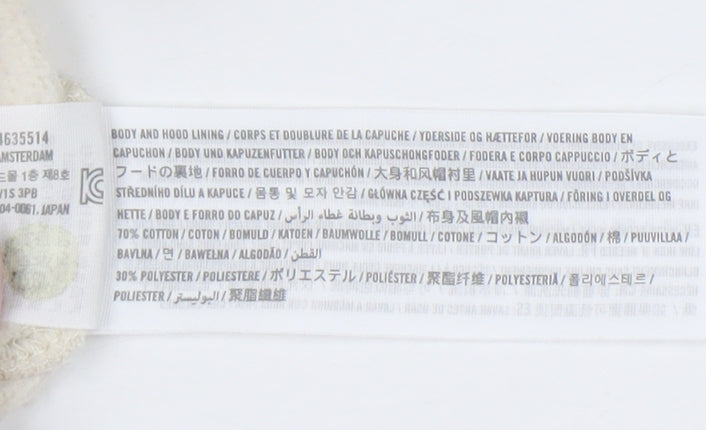 4635514
AMSTERDAM
드몰 1층 제8호
/1S 3PB
04-0061. JAPAN
BODY AND HOOD LINING / CORPS ET DOUBLURE DE LA CAPUCHE / YDERSIDE OG HÆTTEFOR / VOERING BODY EN
CAPUCHON / BODY UND KAPUZENFUTTER / BODY OCH KAPUSCHONGFODER / FODERA E CORPO CAPPUCCIO / ボディと
フードの裏地 / FORRO DE CUERPO Y CAPUCHÓN / 大身和风帽衬里 / VAATE JA HUPUN VUORI / PODŠÍVKA
STŘEDNÍHO DÍLU A KAPUCE / 몸통 및 모자 안감 / GŁÓWNA CZĘŚĆ I PODSZEWKA KAPTURA / FÔRING I OVERDEL OG
HETTE / BODY E FORRO DO CAPUZ / الثوب وبطانة غطاء الرأس / 布身及風帽內襯
70% COTTON / COTON / BOMULD / KATOEN / BAUMWOLLE / BOMULL / COTONE / コットン / ALGODÓN / 棉 / PUUVILLAA /
BAVLNA / 면 / BAWEŁNA / ALGODÃO / القطن
30% POLYESTER / POLIESTERE / ポリエステル / POLIÉSTER / 聚酯纤维 / POLYESTERIÄ / 폴리에스테르 /
POLIESTER / البوليستر / 聚脂纖維